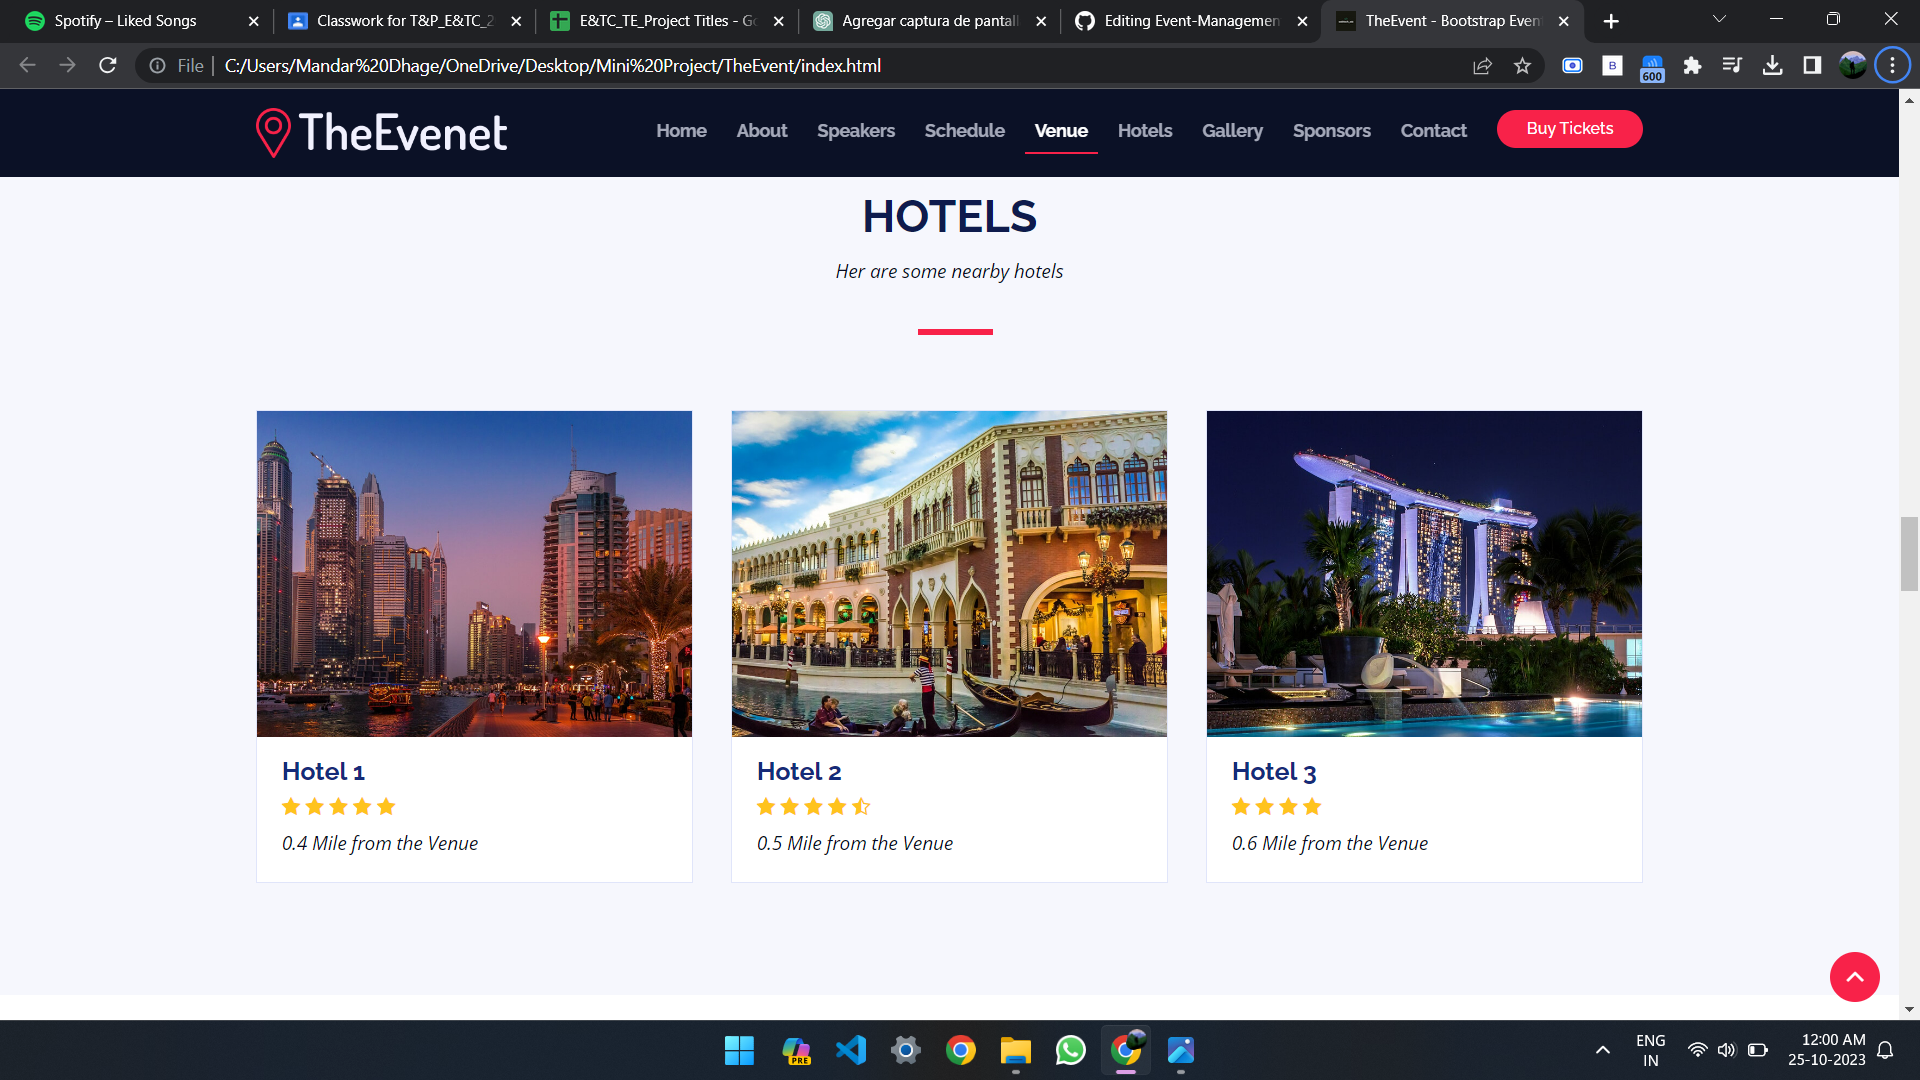 Spotify – Liked Songs
Classwork for T&P_E&TC_2
E&TC_TE_Project Titles - Go
Agregar captura de pantall
Editing Event-Managemen
TheEvent - Bootstrap Even
File
C:/Users/Mandar%20Dhage/OneDrive/Desktop/Mini%20Project/TheEvent/index.html
B
600
TheEvenet
Home About Speakers Schedule Venue Hotels Gallery Sponsors Contact Buy Tickets
HOTELS
Her are some nearby hotels
Hotel 1
0.4 Mile from the Venue
Hotel 2
0.5 Mile from the Venue
Hotel 3
0.6 Mile from the Venue
PRE
ENG
IN
12:00 AM
25-10-2023